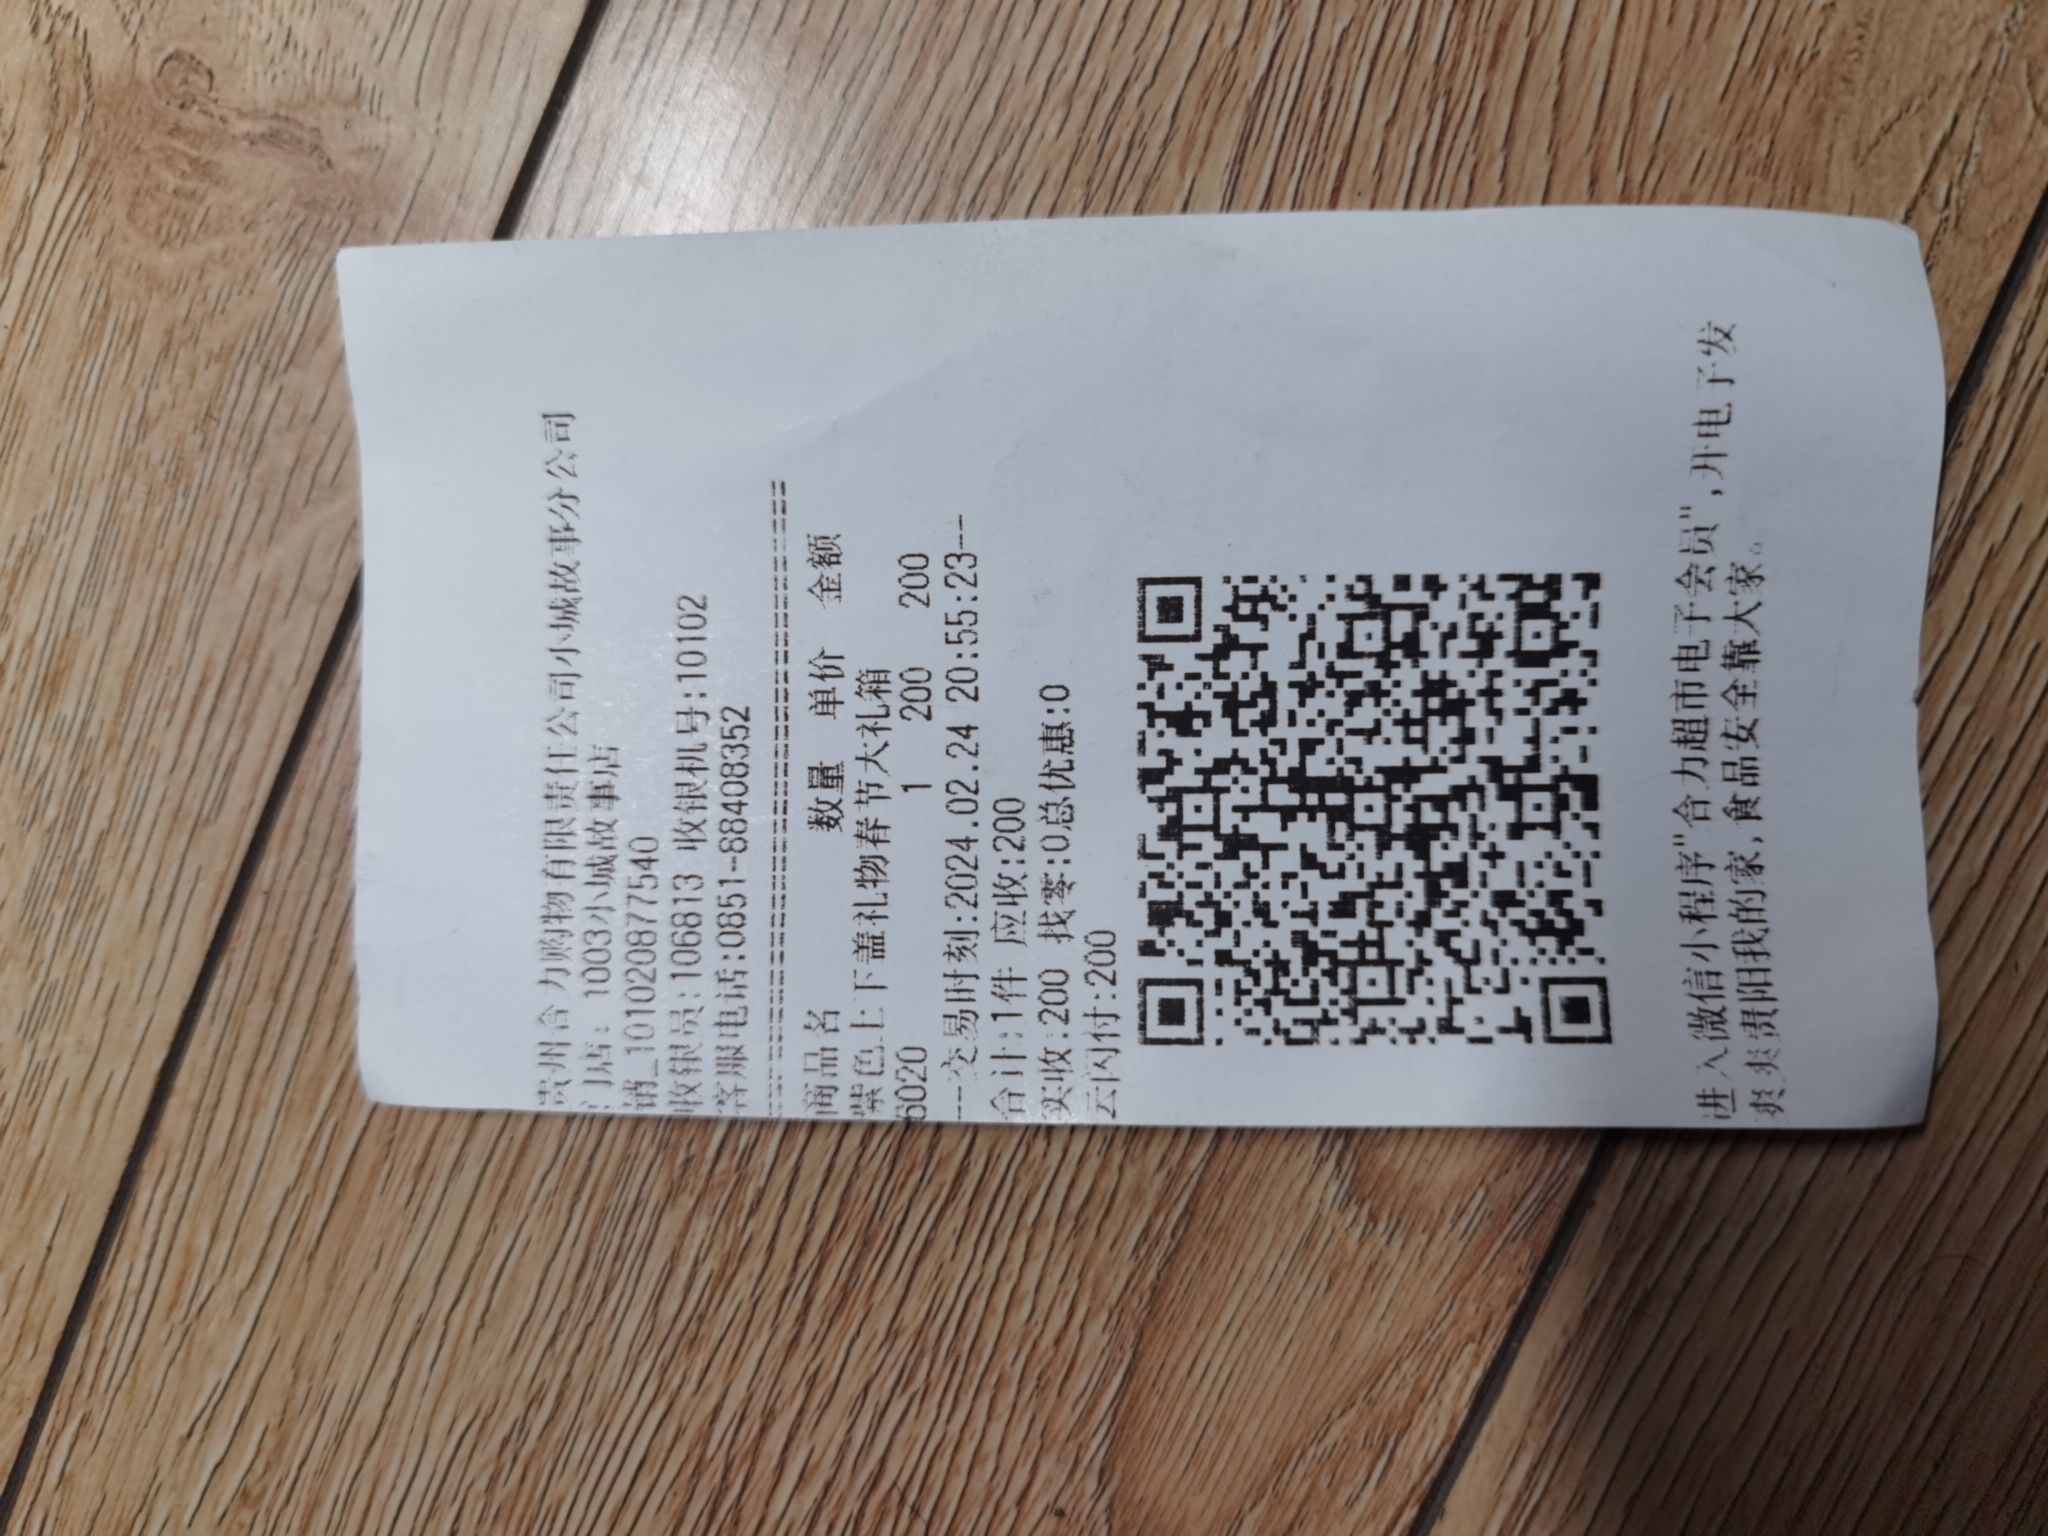 贵州合力购物有限责任公司小城故事分公司
门店: 1003小城故事店
销_101020877540
收银员:106813 收银机号:10102
客服电话:0851-88408352
商品名 数量 单价 金额
紫色上下盖礼物春节大礼箱
6020 1 200 200
---交易时刻:2024.02.24 20:55:23---
合计:1件 应收:200
实收:200 找零:0总优惠:0
云闪付:200
进入微信小程序"合力超市电子会员",开电子发
爽爽贵阳我的家,食品安全靠大家。